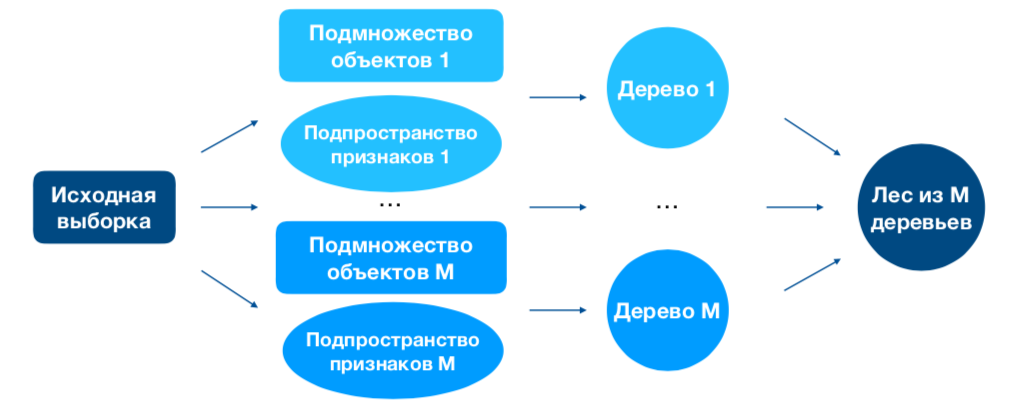 Исходная
выборка
Подмножество
объектов 1
Подпространство
признаков 1
...
Подмножество
объектов М
Подпространство
признаков М
Дерево 1
...
Дерево М
Лес из М
деревьев